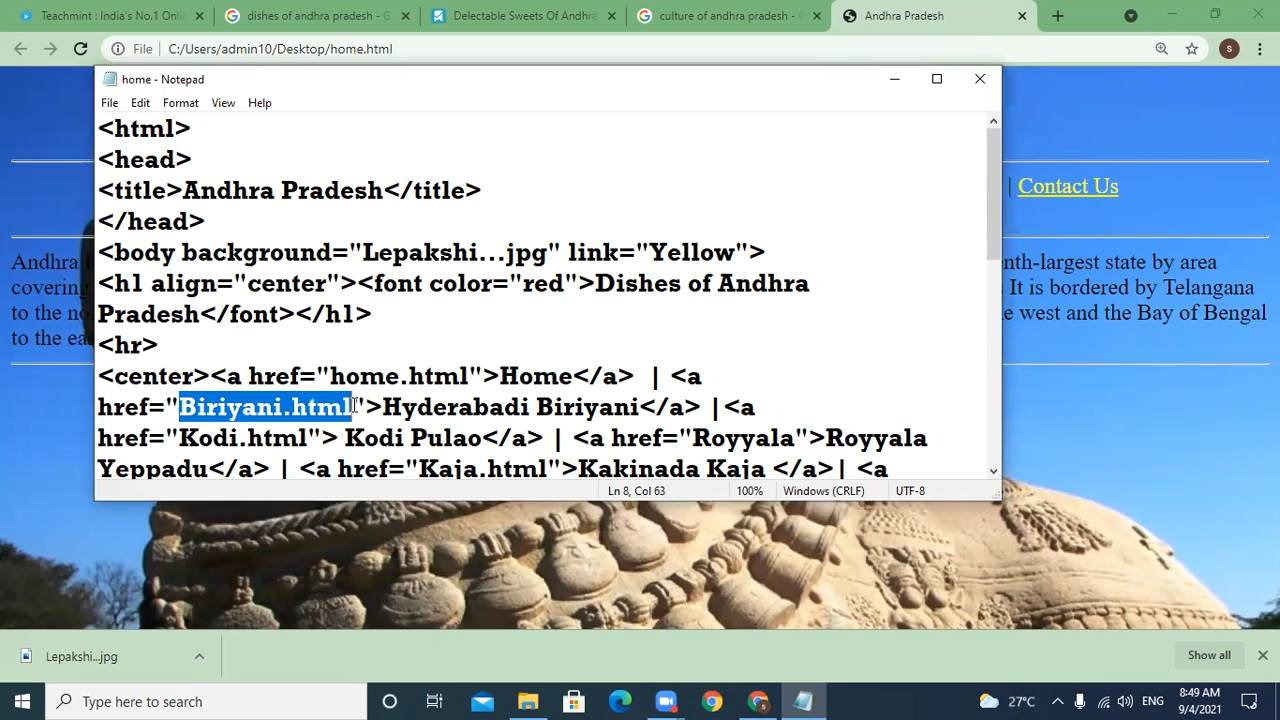 Teachmint : India's No.1 Onlin
dishes of andhra pradesh - G
Delectable Sweets Of Andhra
culture of andhra pradesh - G
Andhra Pradesh
File
C:/Users/admin10/Desktop/home.html
S
home - Notepad
File Edit Format View Help
<html>
<head>
<title>Andhra Pradesh</title>
</head>
<body background="Lepakshi...jpg" link="Yellow">
<h1 align="center"><font color="red">Dishes of Andhra
Pradesh</font></h1>
<hr>
<center><a href="home.html">Home</a> | <a
href="Biriyani.html">Hyderabadi Biriyani</a> |<a
href="Kodi.html"> Kodi Pulao</a> | <a href="Royyala">Royyala
Yeppadu</a> | <a href="Kaja.html">Kakinada Kaja </a>| <a
Ln 8, Col 63
100%
Windows (CRLF)
UTF-8
| Contact Us
Andhra
enth-largest state by area
covering
It is bordered by Telangana
to the no
e west and the Bay of Bengal
to the ea
Lepakshi...jpg
Show all
Type here to search
27°C
ENG
8:49 AM
9/4/2021